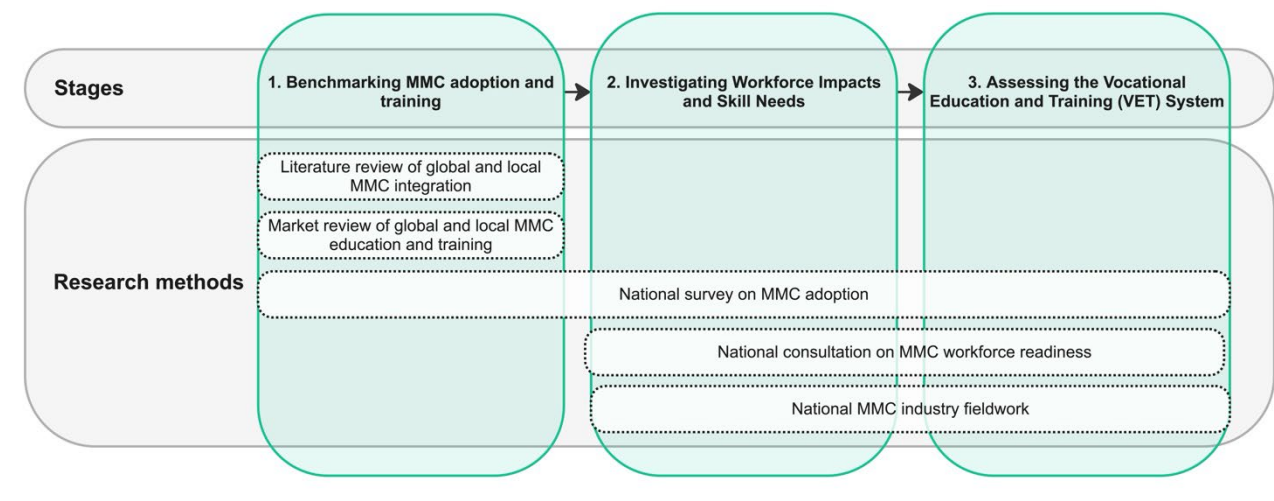 Stages
1. Benchmarking MMC adoption and
training
2. Investigating Workforce Impacts
and Skill Needs
3. Assessing the Vocational
Education and Training (VET) System
Research methods
Literature review of global and local
MMC integration
Market review of global and local MMC
education and training
National survey on MMC adoption
National consultation on MMC workforce readiness
National MMC industry fieldwork